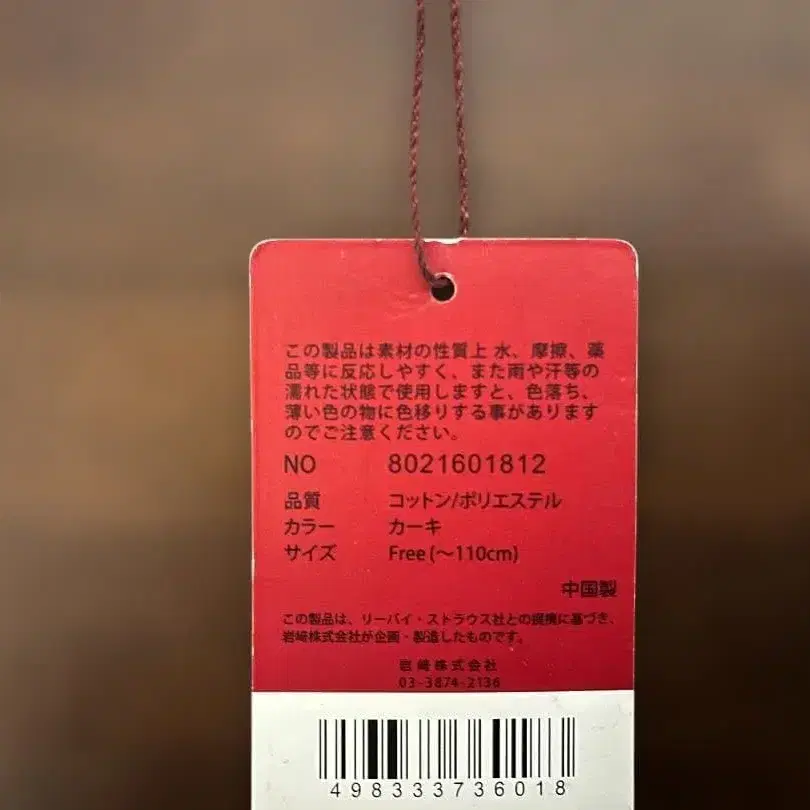 この製品は素材の性質上 水、摩擦、薬
品等に反応しやすく、また雨や汗等の
濡れた状態で使用しますと、色落ち、
薄い色の物に色移りする事があります
のでご注意ください。
NO 8021601812
品質 コットン/ポリエステル
カラー カーキ
サイズ Free(〜110cm)
中国製
この製品は、リーバイ・ストラウス社との提携に基づき、
岩﨑株式会社が企画・製造したものです。
岩﨑株式会社
03-3874-2136
4983337360​18